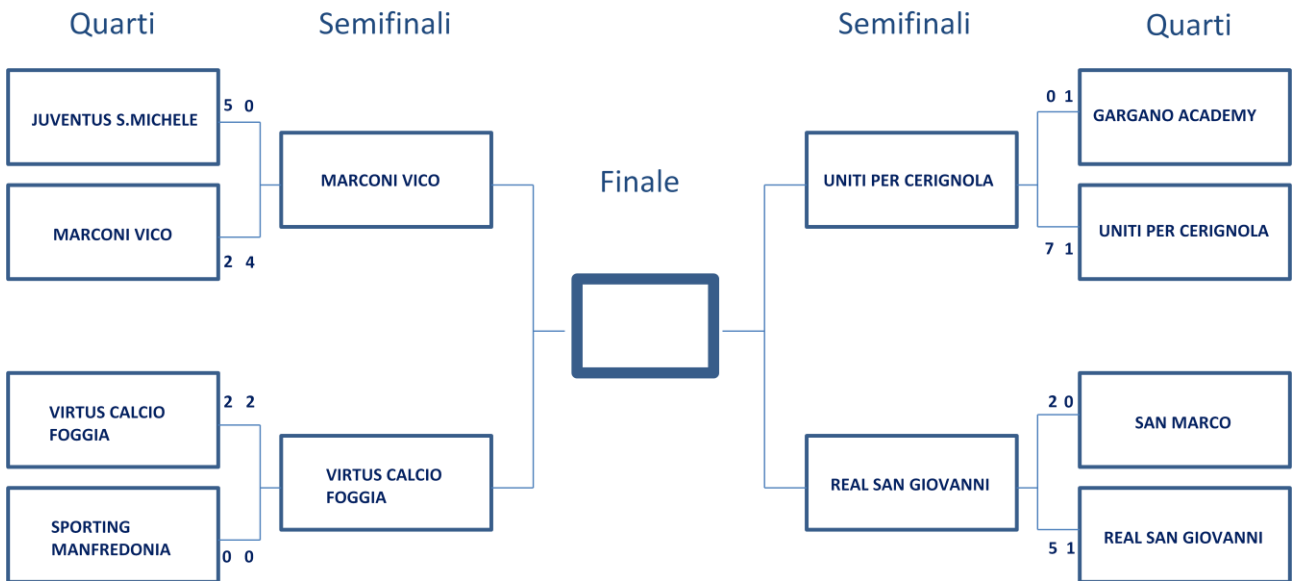 Quarti
Semifinali
Semifinali
Quarti
JUVENTUS S.MICHELE
5 0
MARCONI VICO
2 4
MARCONI VICO
VIRTUS CALCIO
FOGGIA
2 2
SPORTING
MANFREDONIA
0 0
VIRTUS CALCIO
FOGGIA
Finale
UNITI PER CERIGNOLA
0 1
GARGANO ACADEMY
UNITI PER CERIGNOLA
7 1
REAL SAN GIOVANNI
2 0
SAN MARCO
REAL SAN GIOVANNI
5 1